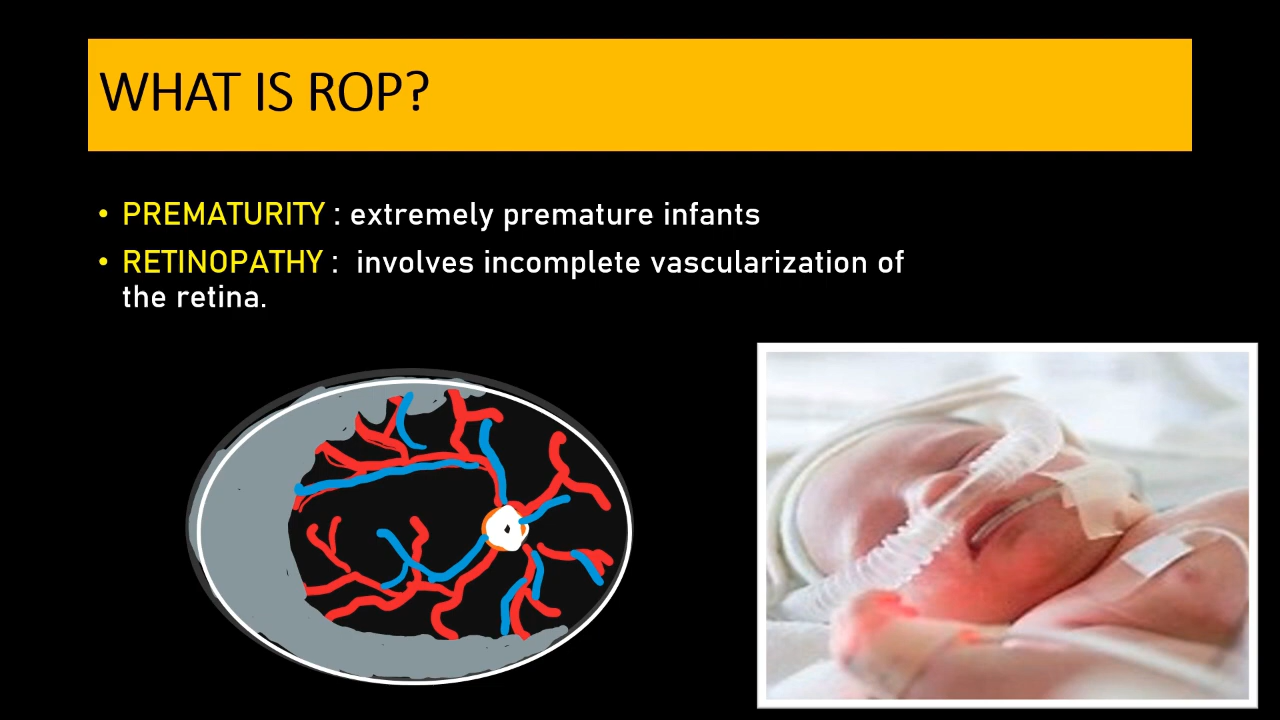 WHAT IS ROP?
• PREMATURITY : extremely premature infants
• RETINOPATHY :  involves incomplete vascularization of
the retina.